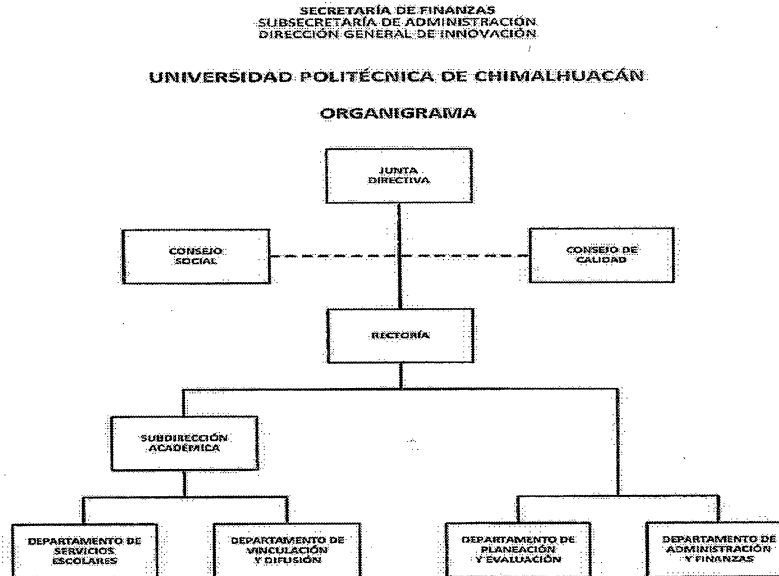 SECRETARÍA DE FINANZAS
SUBSECRETARÍA DE ADMINISTRACIÓN
DIRECCIÓN GENERAL DE INNOVACIÓN
UNIVERSIDAD POLITÉCNICA DE CHIMALHUACÁN
ORGANIGRAMA
JUNTA
DIRECTIVA
CONSEJO
SOCIAL
CONSEJO DE
CALIDAD
RECTORÍA
SUBDIRECCIÓN
ACADÉMICA
DEPARTAMENTO DE
SERVICIOS
ESCOLARES
DEPARTAMENTO DE
VINCULACIÓN
Y DIFUSIÓN
DEPARTAMENTO DE
PLANEACIÓN
Y EVALUACIÓN
DEPARTAMENTO DE
ADMINISTRACIÓN
Y FINANZAS